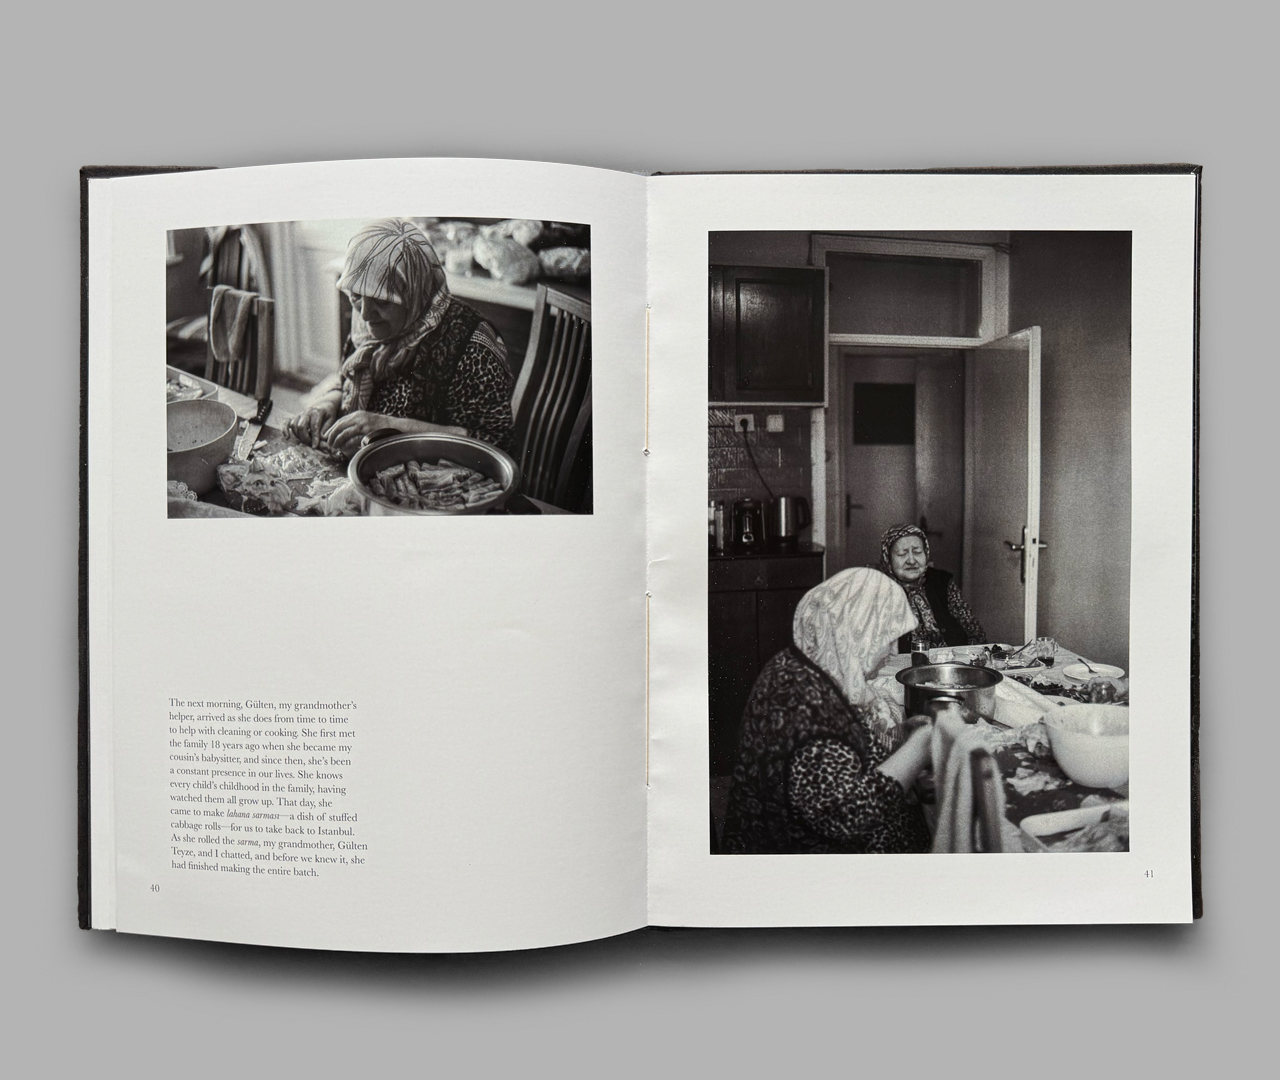 The next morning, Gülten, my grandmother's
helper, arrived as she does from time to time
to help with cleaning or cooking. She first met
the family 18 years ago when she became my
cousin's babysitter, and since then, she's been
a constant presence in our lives. She knows
every child's childhood in the family, having
watched them all grow up. That day, she
came to make lahana sarması—a dish of stuffed
cabbage rolls—for us to take back to Istanbul.
As she rolled the sarma, my grandmother, Gülten
Teyze, and I chatted, and before we knew it, she
had finished making the entire batch.
40
41